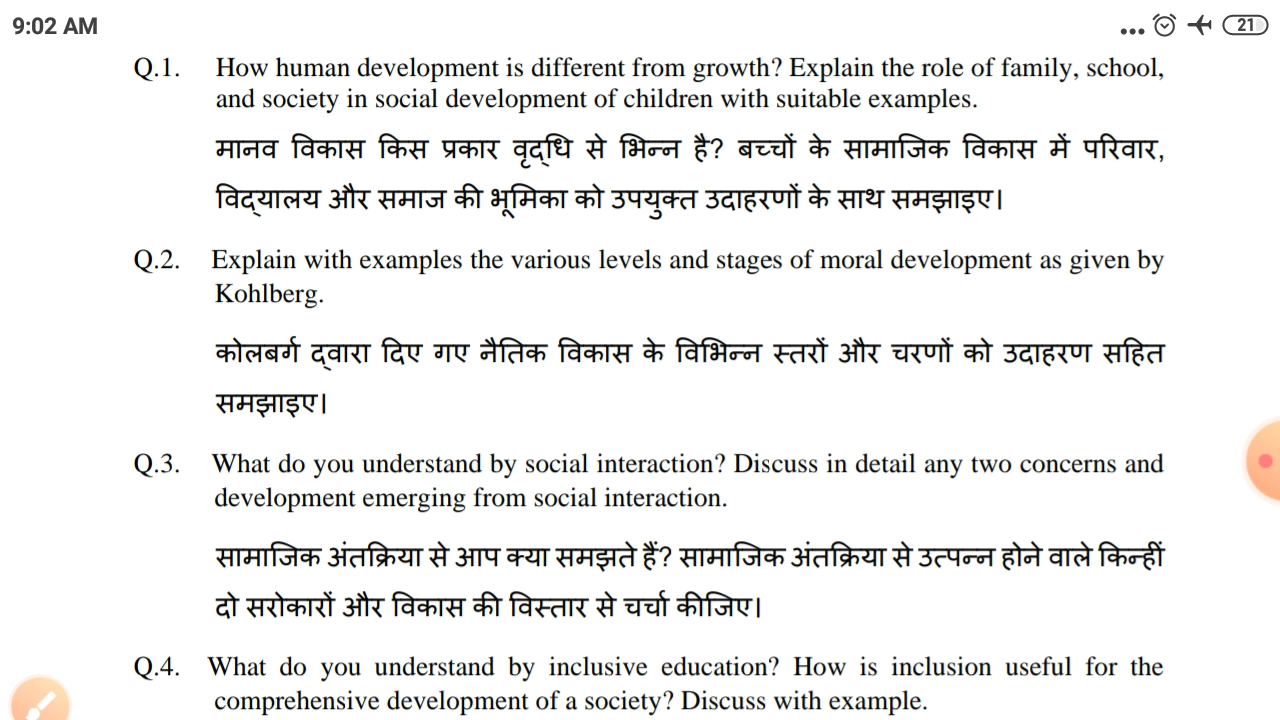 9:02 AM
21
Q.1. How human development is different from growth? Explain the role of family, school,
and society in social development of children with suitable examples.
मानव विकास किस प्रकार वृद्धि से भिन्न है? बच्चों के सामाजिक विकास में परिवार,
विद्यालय और समाज की भूमिका को उपयुक्त उदाहरणों के साथ समझाइए।
Q.2. Explain with examples the various levels and stages of moral development as given by
Kohlberg.
कोलबर्ग द्वारा दिए गए नैतिक विकास के विभिन्न स्तरों और चरणों को उदाहरण सहित
समझाइए।
Q.3. What do you understand by social interaction? Discuss in detail any two concerns and
development emerging from social interaction.
सामाजिक अंतक्रिया से आप क्या समझते हैं? सामाजिक अंतक्रिया से उत्पन्न होने वाले किन्हीं
दो सरोकारों और विकास की विस्तार से चर्चा कीजिए।
Q.4. What do you understand by inclusive education? How is inclusion useful for the
comprehensive development of a society? Discuss with example.